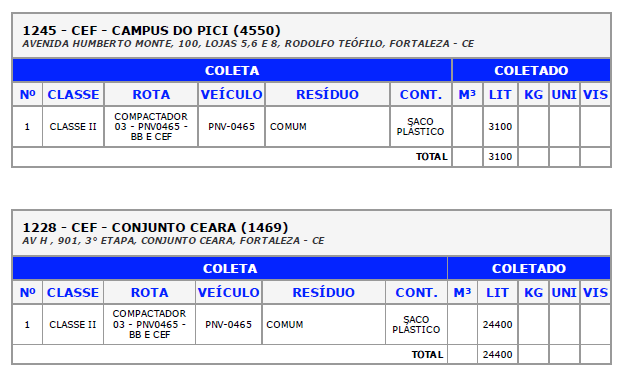 1245 - CEF - CAMPUS DO PICI (4550)
AVENIDA HUMBERTO MONTE, 100, LOJAS 5,6 E 8, RODOLFO TEÓFILO, FORTALEZA - CE
COLETA COLETADO
Nº CLASSE ROTA VEÍCULO RESÍDUO CONT. M³ LIT KG UNI VIS
1 CLASSE II COMPACTADOR 03 - PNV0465 - BB E CEF PNV-0465 COMUM SACO PLÁSTICO 3100
TOTAL 3100
1228 - CEF - CONJUNTO CEARA (1469)
AV H , 901, 3° ETAPA, CONJUNTO CEARA, FORTALEZA - CE
COLETA COLETADO
Nº CLASSE ROTA VEÍCULO RESÍDUO CONT. M³ LIT KG UNI VIS
1 CLASSE II COMPACTADOR 03 - PNV0465 - BB E CEF PNV-0465 COMUM SACO PLÁSTICO 24400
TOTAL 24400